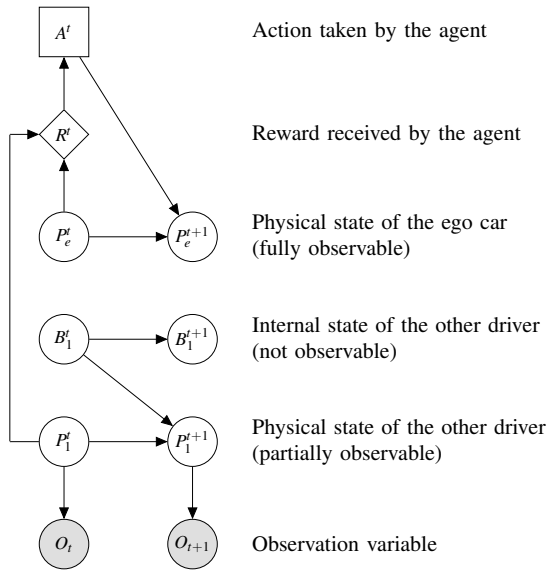 A^t Action taken by the agent
R^t Reward received by the agent
P_e^t P_e^{t+1} Physical state of the ego car
(fully observable)
B_1^t B_1^{t+1} Internal state of the other driver
(not observable)
P_1^t P_1^{t+1} Physical state of the other driver
(partially observable)
O_t O_{t+1} Observation variable